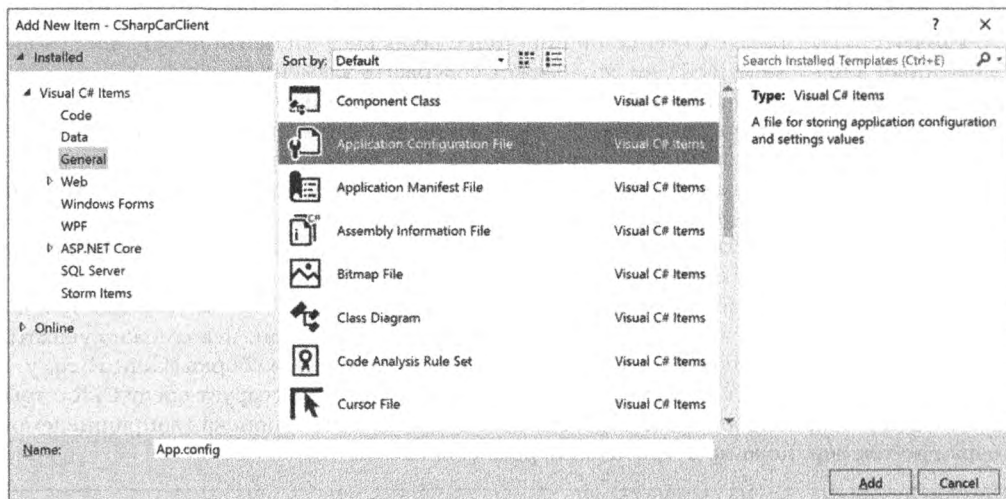 Add New Item - CSharpCarClient ? ×
Installed
Visual C# Items
Code
Data
General
Web
Windows Forms
WPF
ASP.NET Core
SQL Server
Storm Items
Online
Sort by: Default
Component Class Visual C# Items
Application Configuration File Visual C# Items
Application Manifest File Visual C# Items
Assembly Information File Visual C# Items
Bitmap File Visual C# Items
Class Diagram Visual C# Items
Code Analysis Rule Set Visual C# Items
Cursor File Visual C# Items
Search Installed Templates (Ctrl+E)
Type: Visual C# Items
A file for storing application configuration
and settings values
Name: App.config
Add Cancel